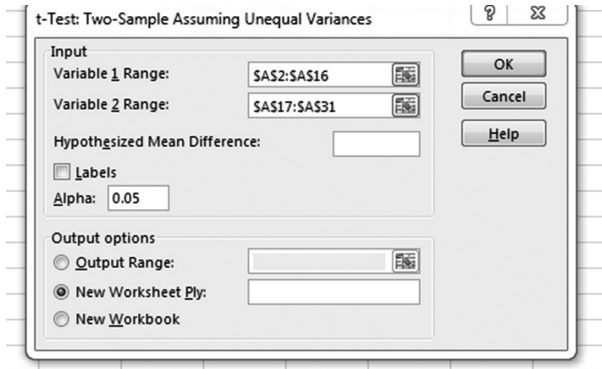 t-Test: Two-Sample Assuming Unequal Variances
?
Input
Variable 1 Range:
$A$2:$A$16
Variable 2 Range:
$A$17:$A$31
Hypothesized Mean Difference:
Labels
Alpha:
0.05
Output options
Output Range:
New Worksheet Ply:
New Workbook
OK
Cancel
Help